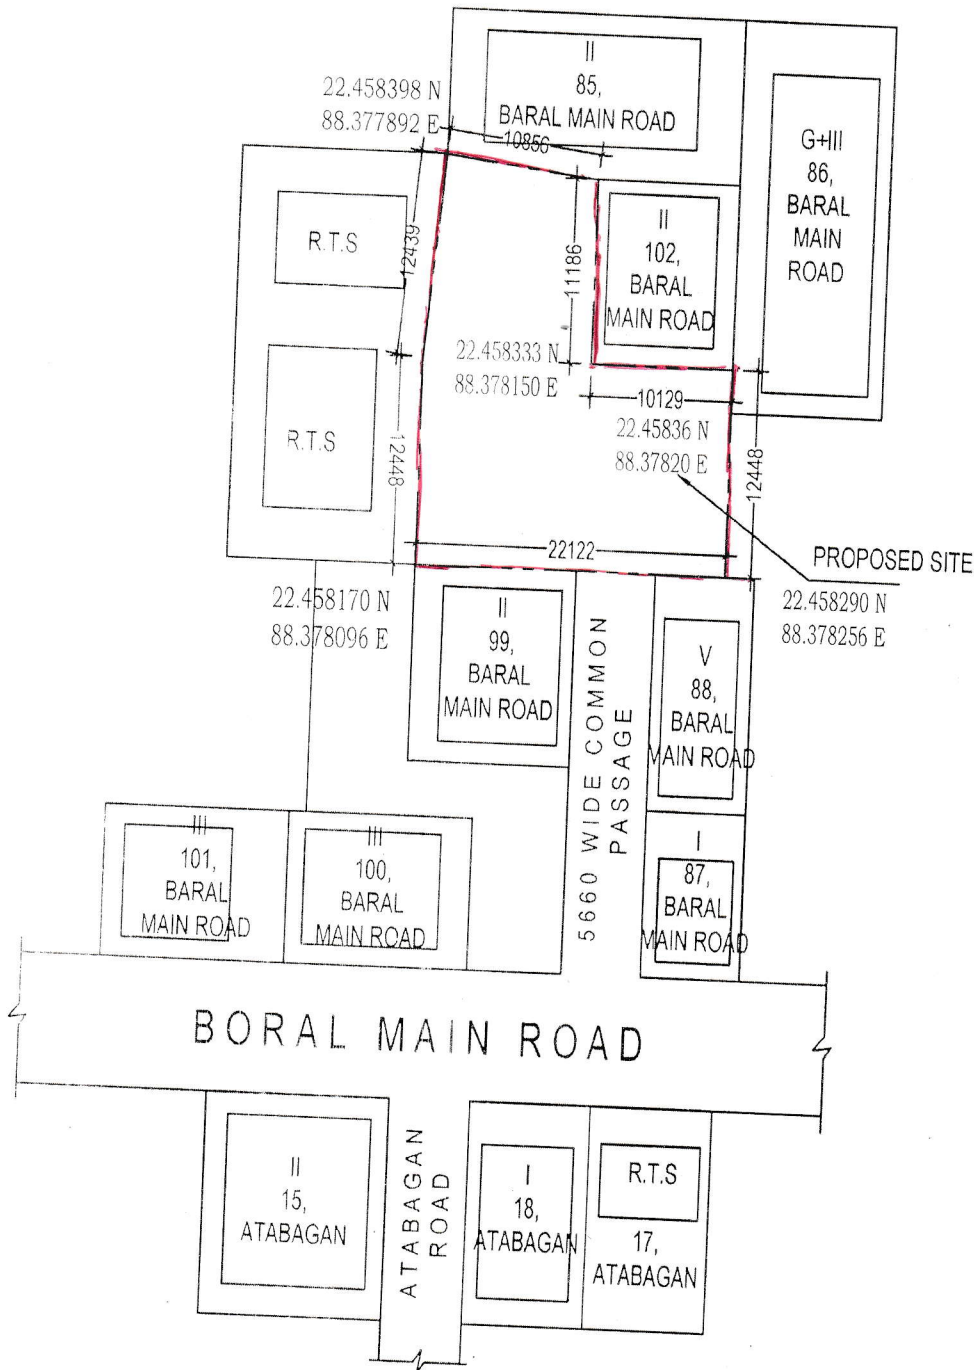 II
85,
BARAL MAIN ROAD
22.458398 N
88.377892 E
10856
G+III
86,
BARAL
MAIN
ROAD
R.T.S
12439
11186
II
102,
BARAL
MAIN ROAD
22.458333 N
88.378150 E
10129
22.45836 N
88.37820 E
R.T.S
12448
12448
22122
PROPOSED SITE
22.458290 N
88.378256 E
22.458170 N
88.378096 E
II
99,
BARAL
MAIN ROAD
5660 WIDE COMMON
PASSAGE
V
88,
BARAL
MAIN ROAD
III
101,
BARAL
MAIN ROAD
III
100,
BARAL
MAIN ROAD
I
87,
BARAL
MAIN ROAD
BORAL MAIN ROAD
II
15,
ATABAGAN
ATABAGAN
ROAD
I
18,
ATABAGAN
R.T.S
17,
ATABAGAN